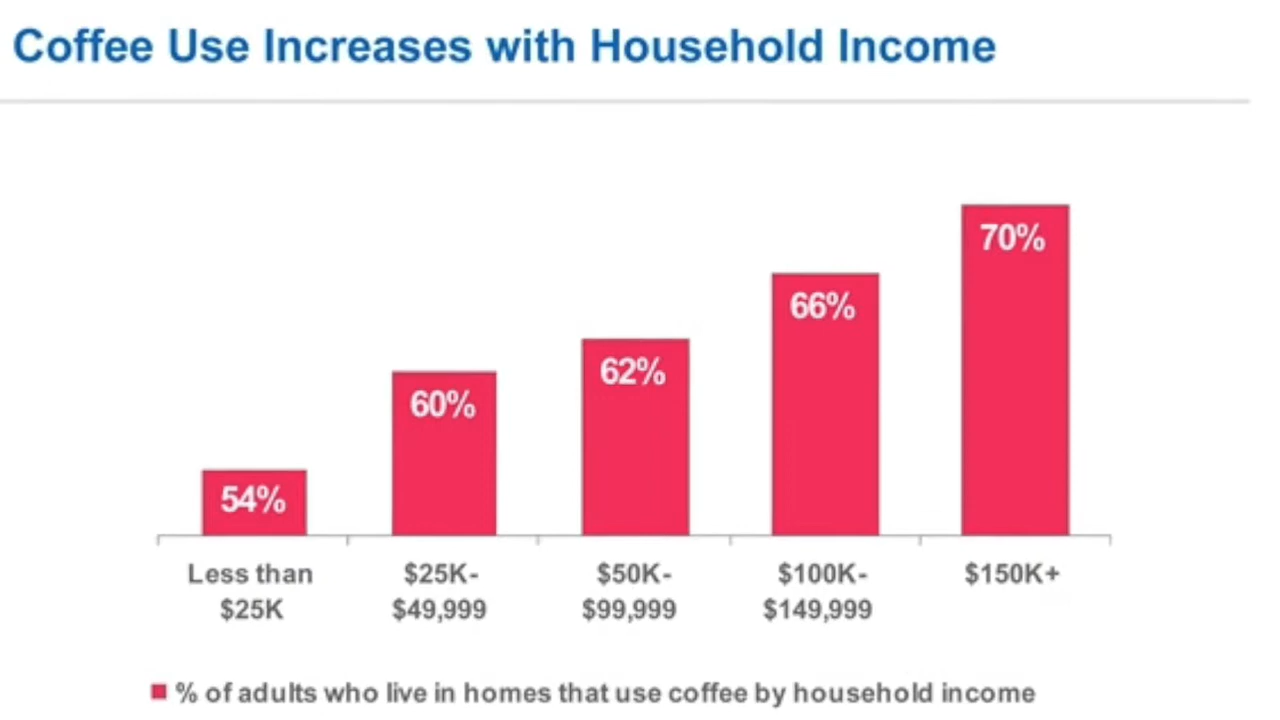 Coffee Use Increases with Household Income
54%
60%
62%
66%
70%
Less than
$25K
$25K-
$49,999
$50K-
$99,999
$100K-
$149,999
$150K+
% of adults who live in homes that use coffee by household income